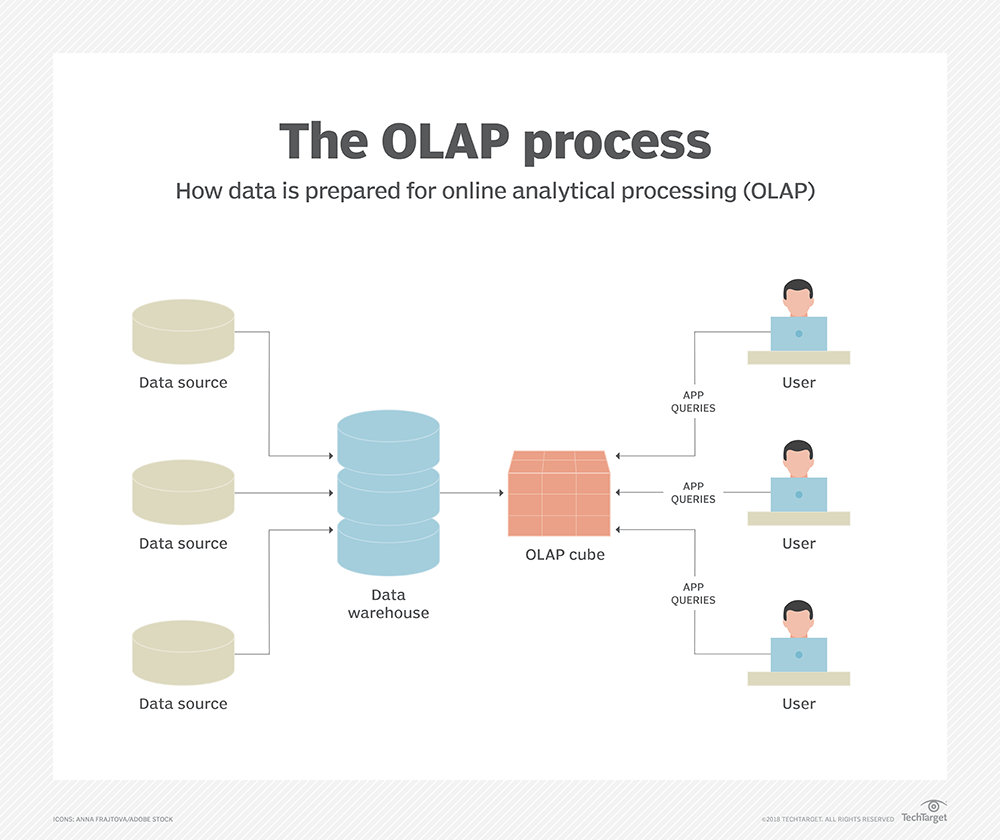 The OLAP process
How data is prepared for online analytical processing (OLAP)
Data source
Data source
Data source
Data
warehouse
OLAP cube
APP
QUERIES
APP
QUERIES
APP
QUERIES
User
User
User
ICONS: ANNA FRAJTOVA/ADOBE STOCK
©2018 TECHTARGET. ALL RIGHTS RESERVED
TechTarget